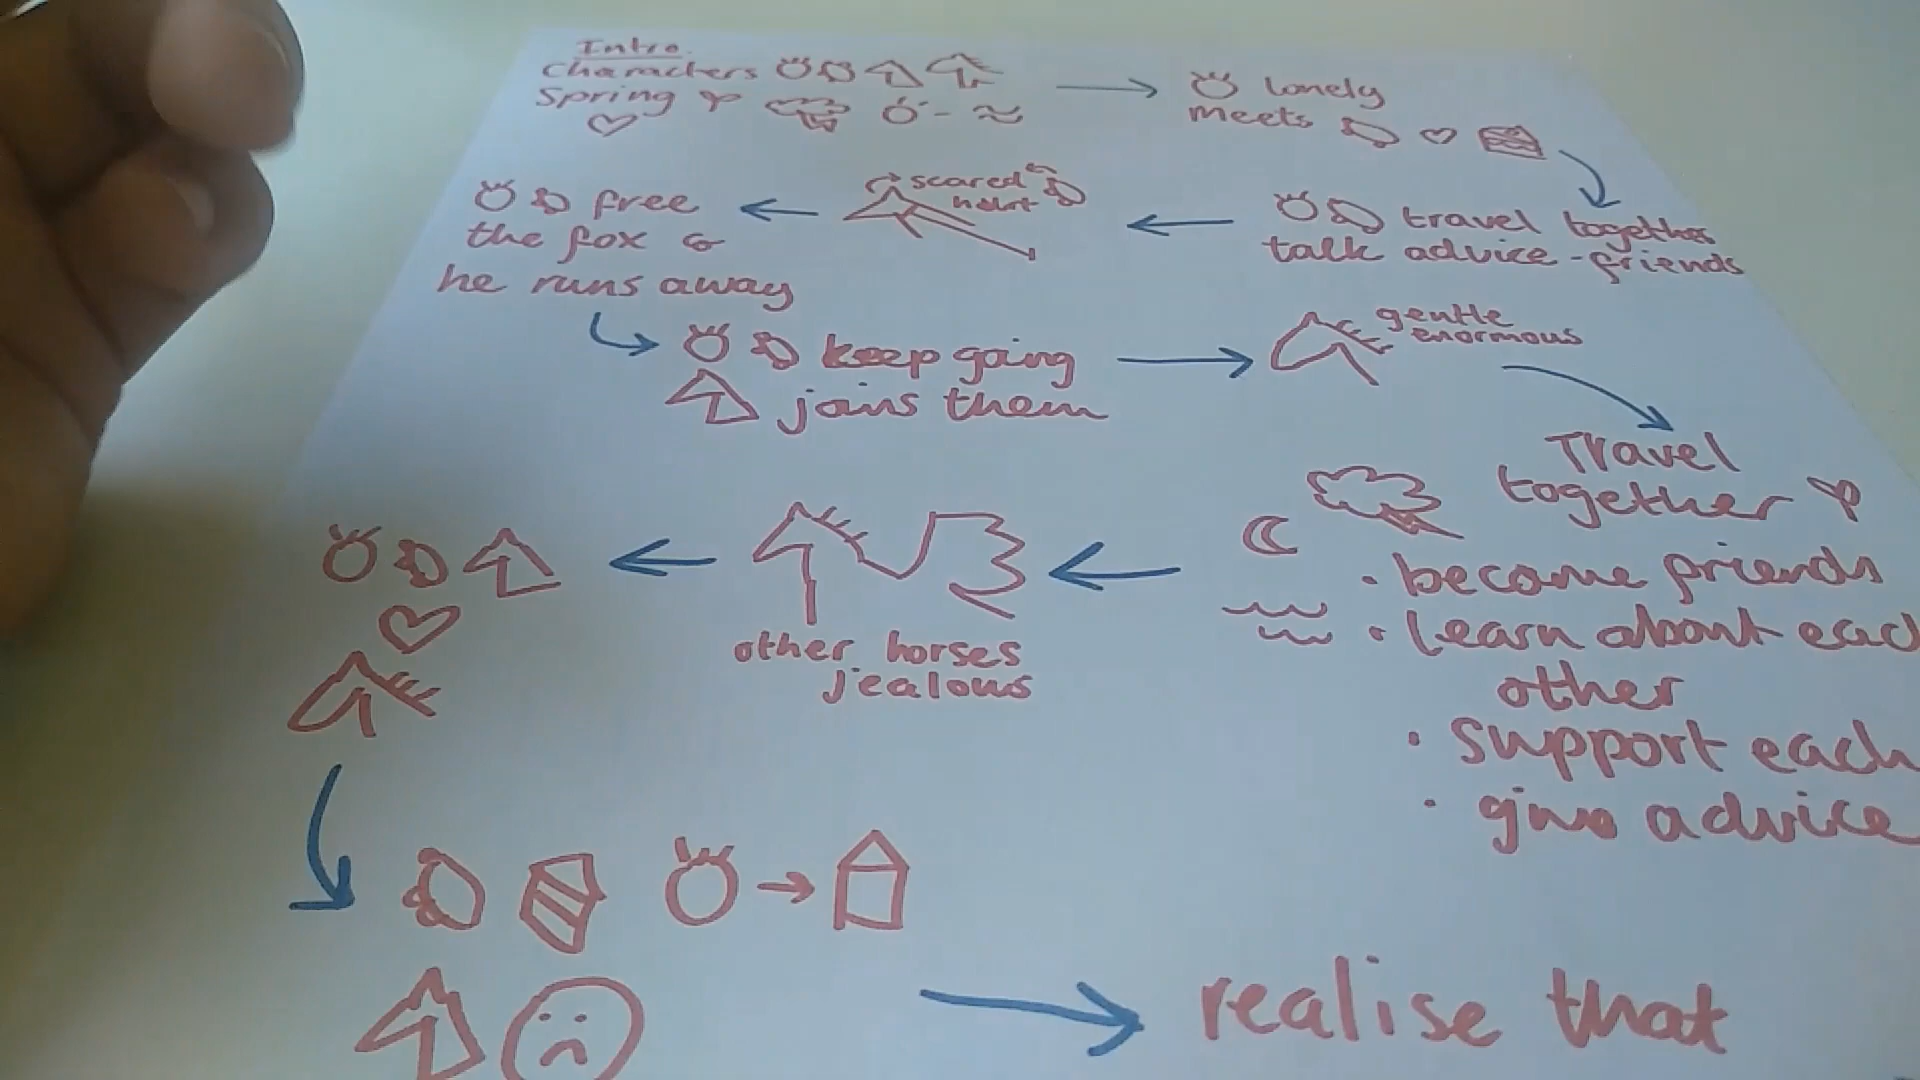 Intro.
Characters
Spring
lonely
meets
travel together
talk advice - friends
scared
free
the fox &
he runs away
keep going
joins them
gentle
enormous
Travel
together
• become friends
• learn about each
other
• support each
• give advice
other horses
jealous
realise that